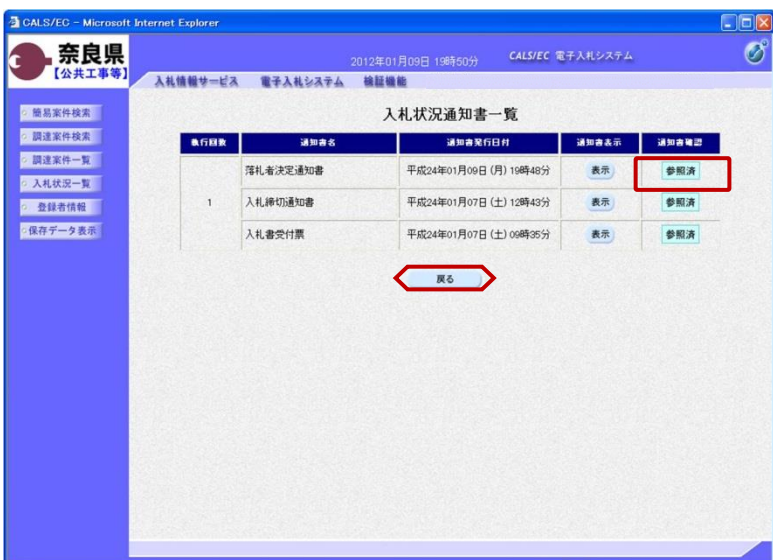 CALS/EC - Microsoft Internet Explorer
奈良県
【公共工事等】
2012年01月09日 19時50分
CALS/EC 電子入札システム
入札情報サービス 電子入札システム 検証機能
簡易案件検索
調達案件検索
調達案件一覧
入札状況一覧
登録者情報
保存データ表示
入札状況通知書一覧
執行回数 通知書名 通知書発行日付 通知書表示 通知書確認
落札者決定通知書 平成24年01月09日(月) 19時48分 表示 参照済
1 入札締切通知書 平成24年01月07日(土) 12時43分 表示 参照済
入札書受付票 平成24年01月07日(土) 09時35分 表示 参照済
戻る